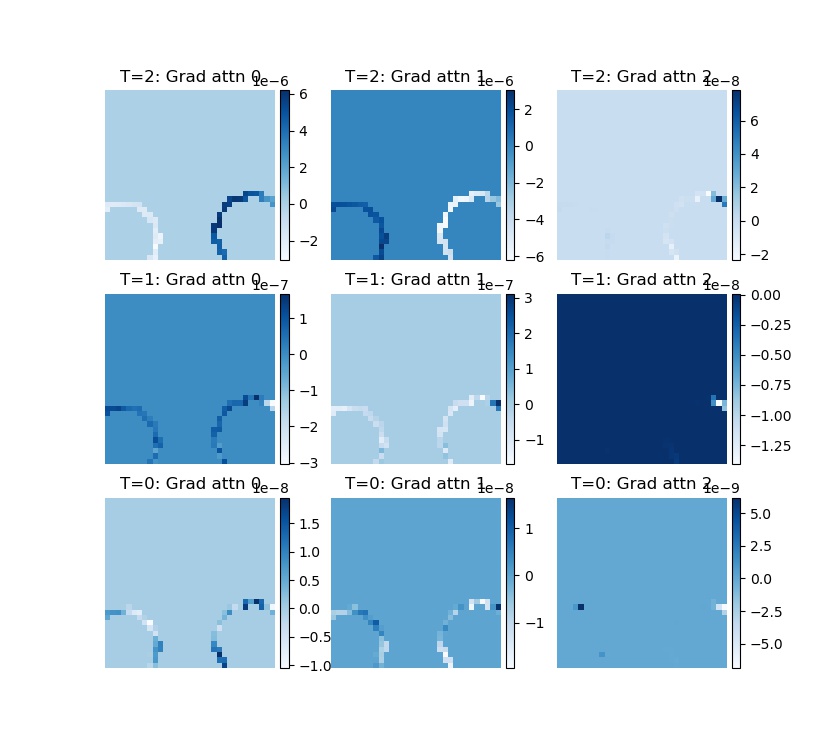 T=2: Grad attn 0
1e−6
6
4
2
0
−2
T=2: Grad attn 1
1e−6
2
0
−2
−4
−6
T=2: Grad attn 2
1e−8
6
4
2
0
−2
T=1: Grad attn 0
1e−7
1
0
−1
−2
−3
T=1: Grad attn 1
1e−7
3
2
1
0
−1
T=1: Grad attn 2
1e−8
0.00
−0.25
−0.50
−0.75
−1.00
−1.25
T=0: Grad attn 0
1e−8
1.5
1.0
0.5
0.0
−0.5
−1.0
T=0: Grad attn 1
1e−8
1
0
−1
T=0: Grad attn 2
1e−9
5.0
2.5
0.0
−2.5
−5.0